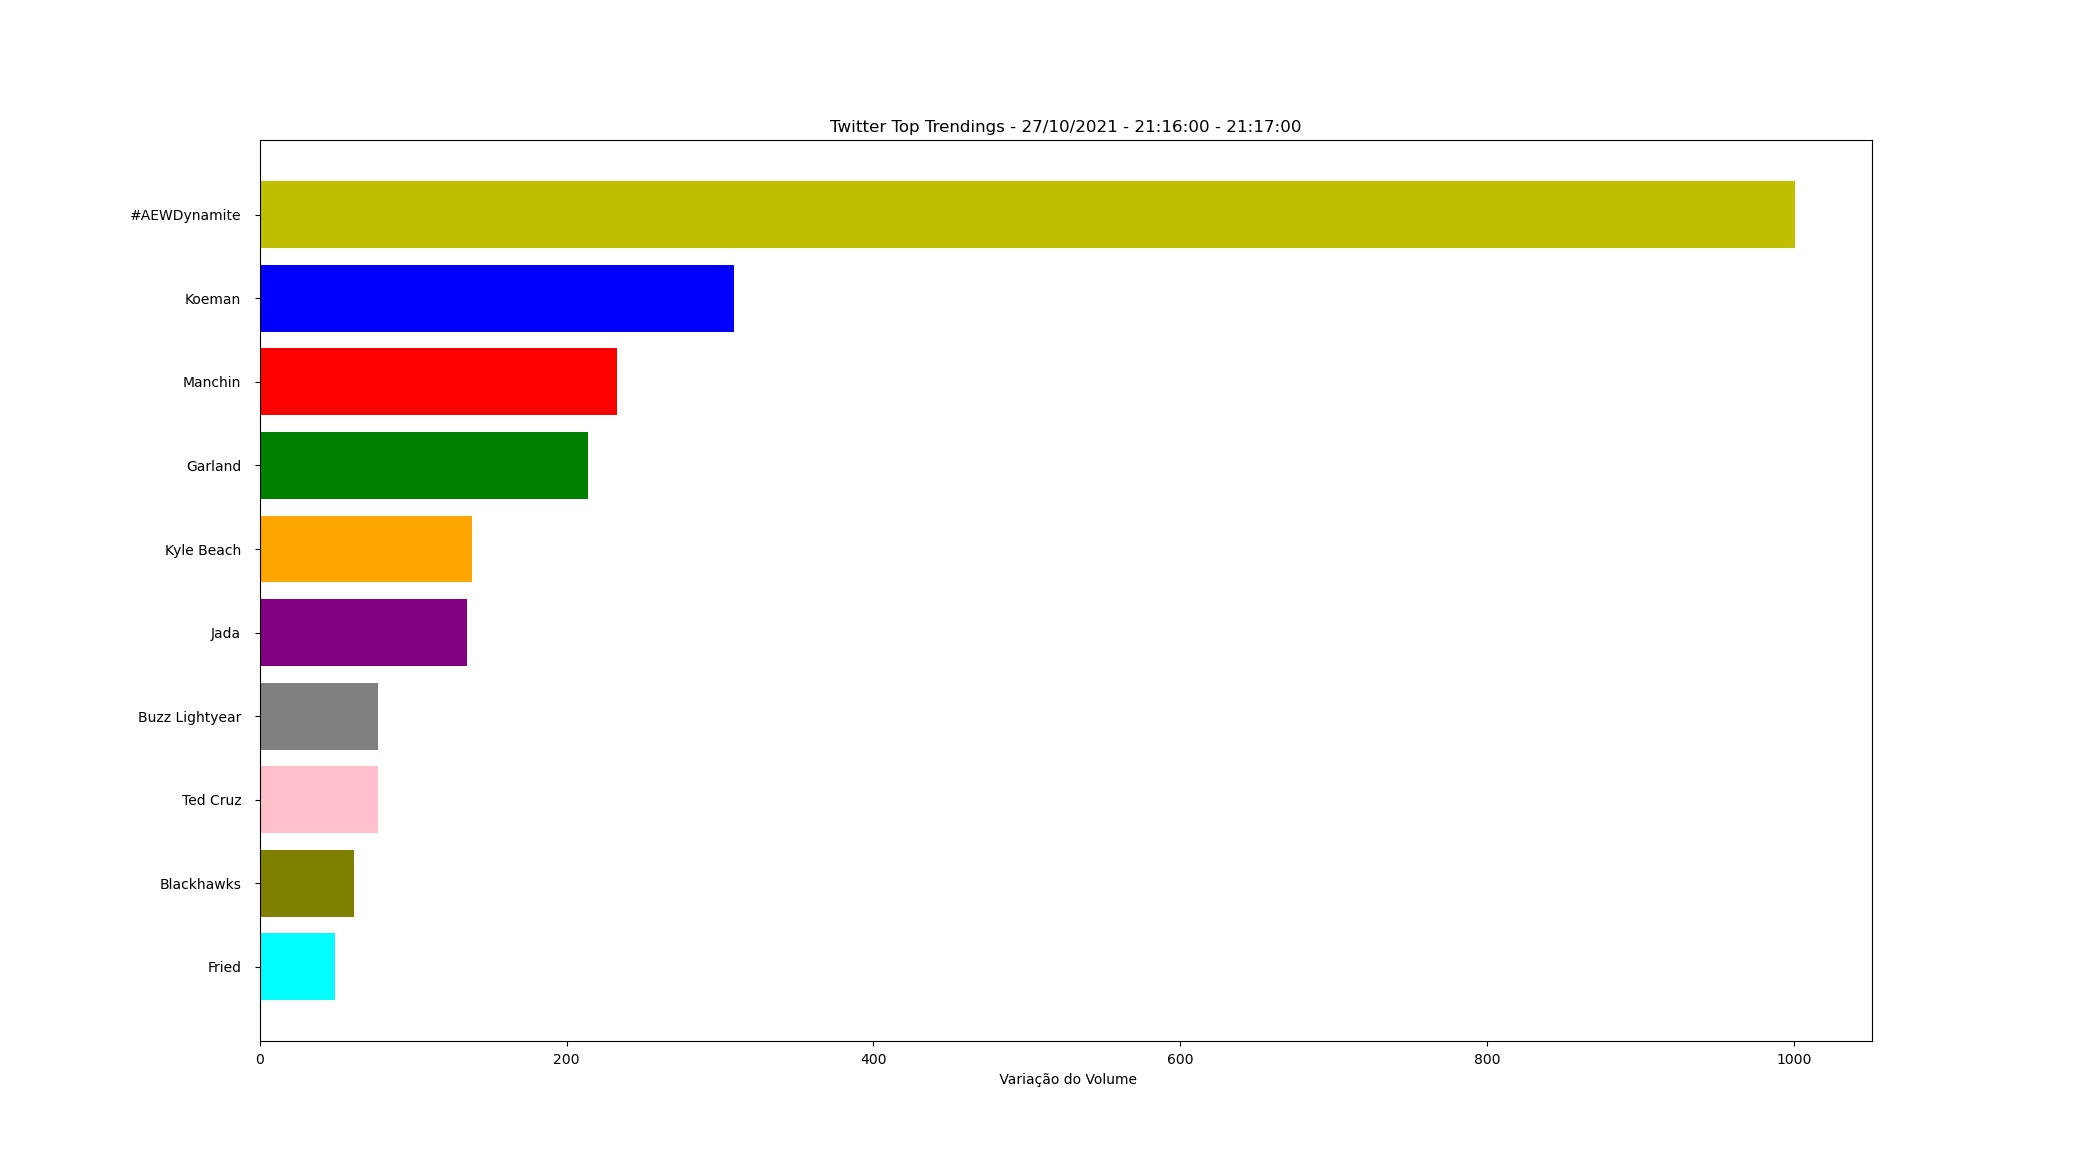 Twitter Top Trendings - 27/10/2021 - 21:16:00 - 21:17:00
#AEWDynamite
Koeman
Manchin
Garland
Kyle Beach
Jada
Buzz Lightyear
Ted Cruz
Blackhawks
Fried
0 200 400 600 800 1000
Variação do Volume